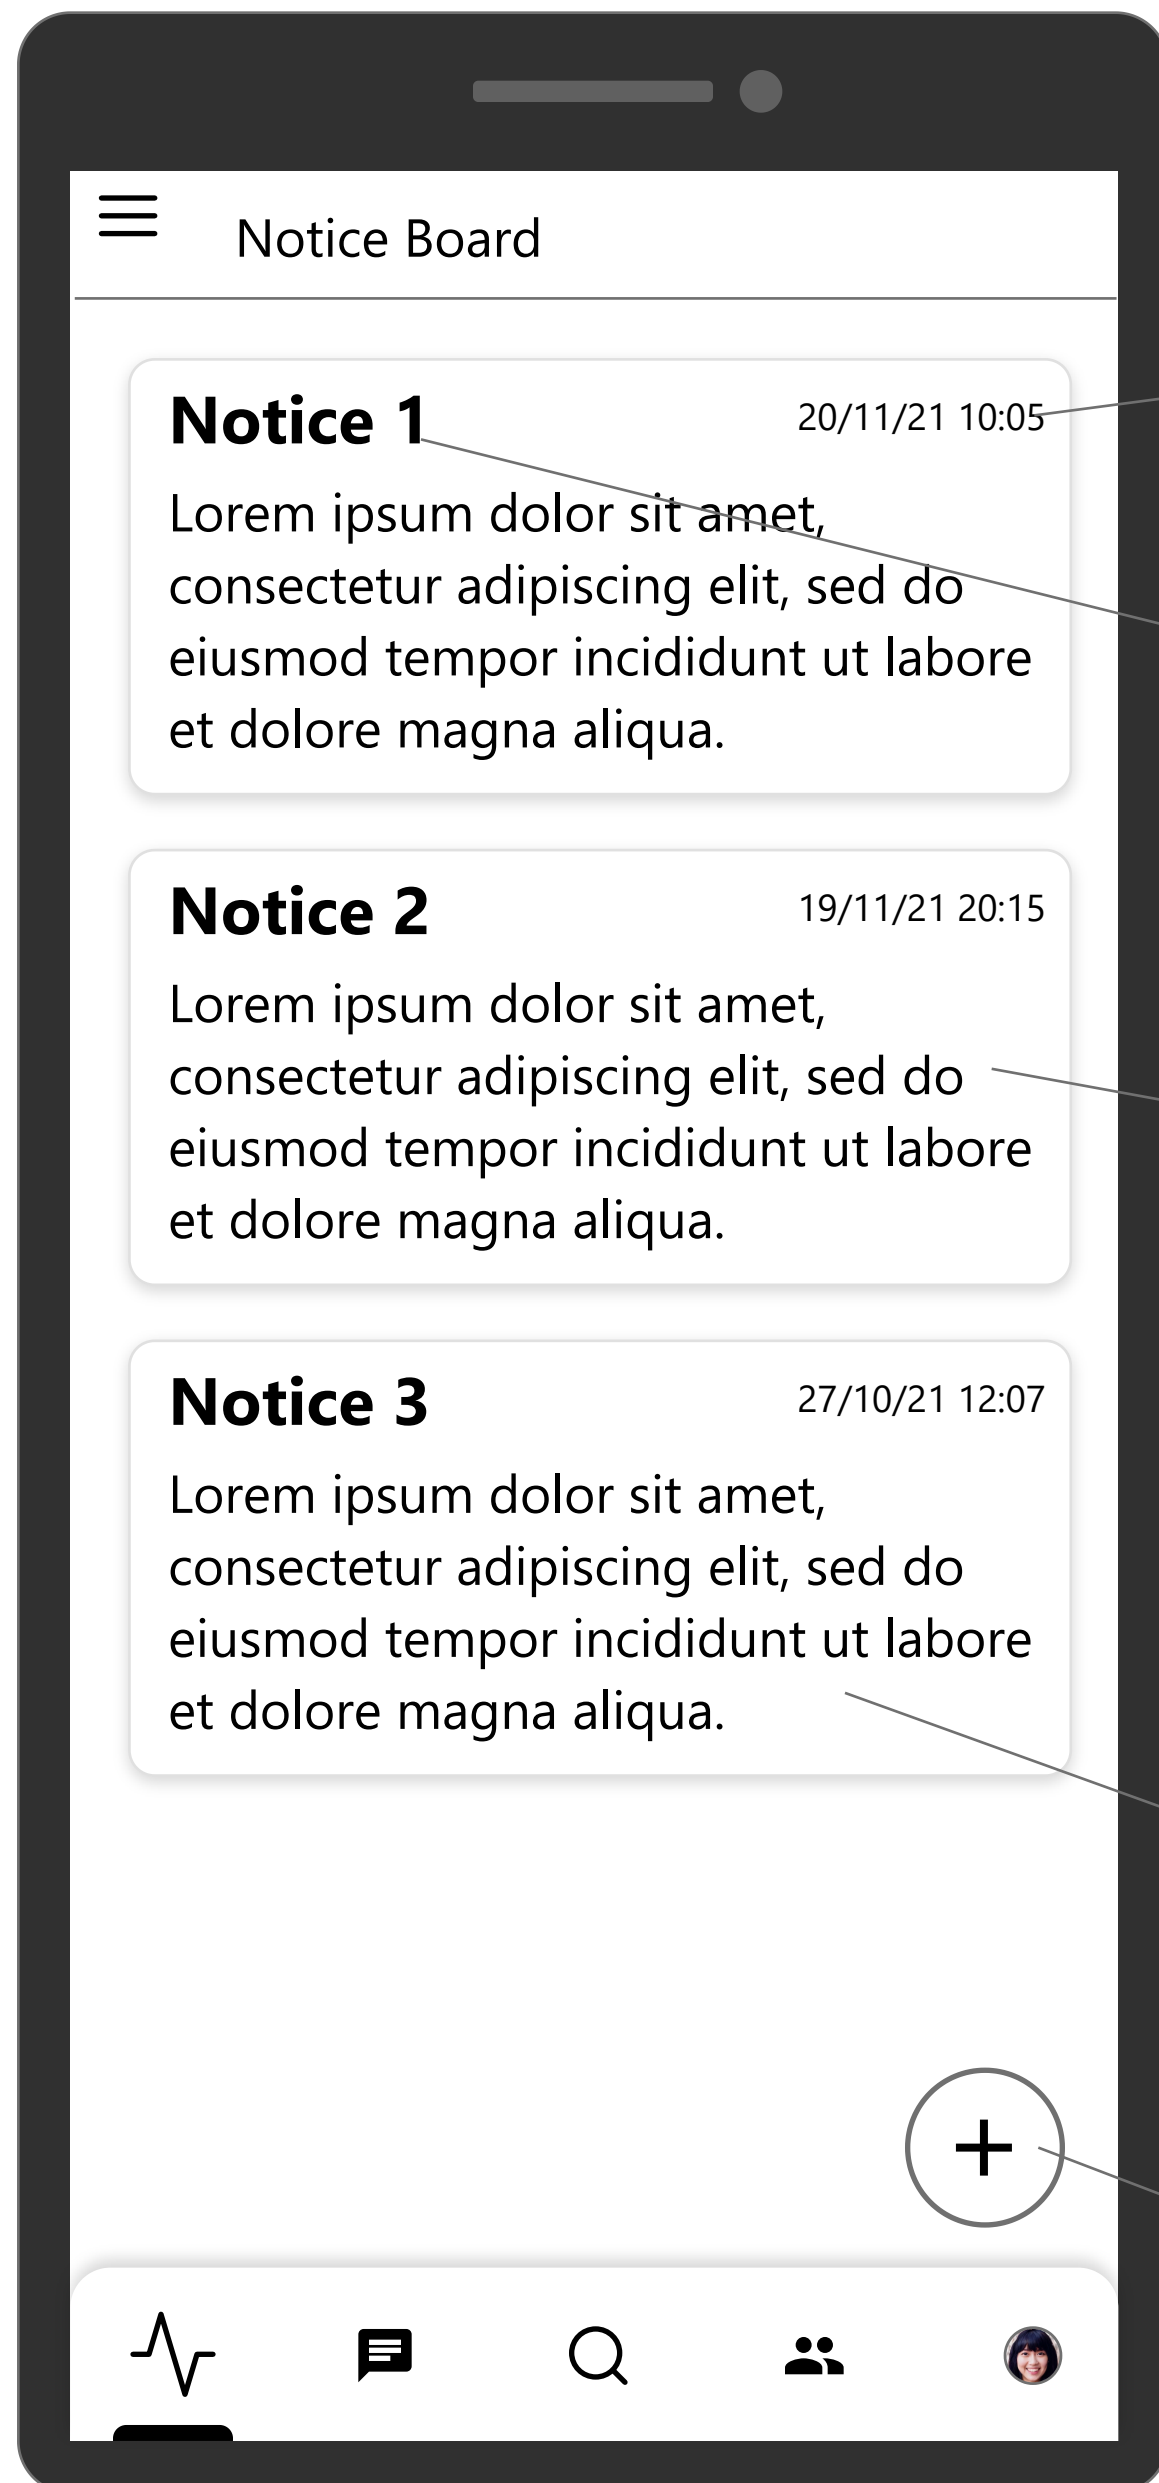 Notice Board
Notice 1 20/11/21 10:05
Lorem ipsum dolor sit amet,
consectetur adipiscing elit, sed do
eiusmod tempor incididunt ut labore
et dolore magna aliqua.
Notice 2 19/11/21 20:15
Lorem ipsum dolor sit amet,
consectetur adipiscing elit, sed do
eiusmod tempor incididunt ut labore
et dolore magna aliqua.
Notice 3 27/10/21 12:07
Lorem ipsum dolor sit amet,
consectetur adipiscing elit, sed do
eiusmod tempor incididunt ut labore
et dolore magna aliqua.